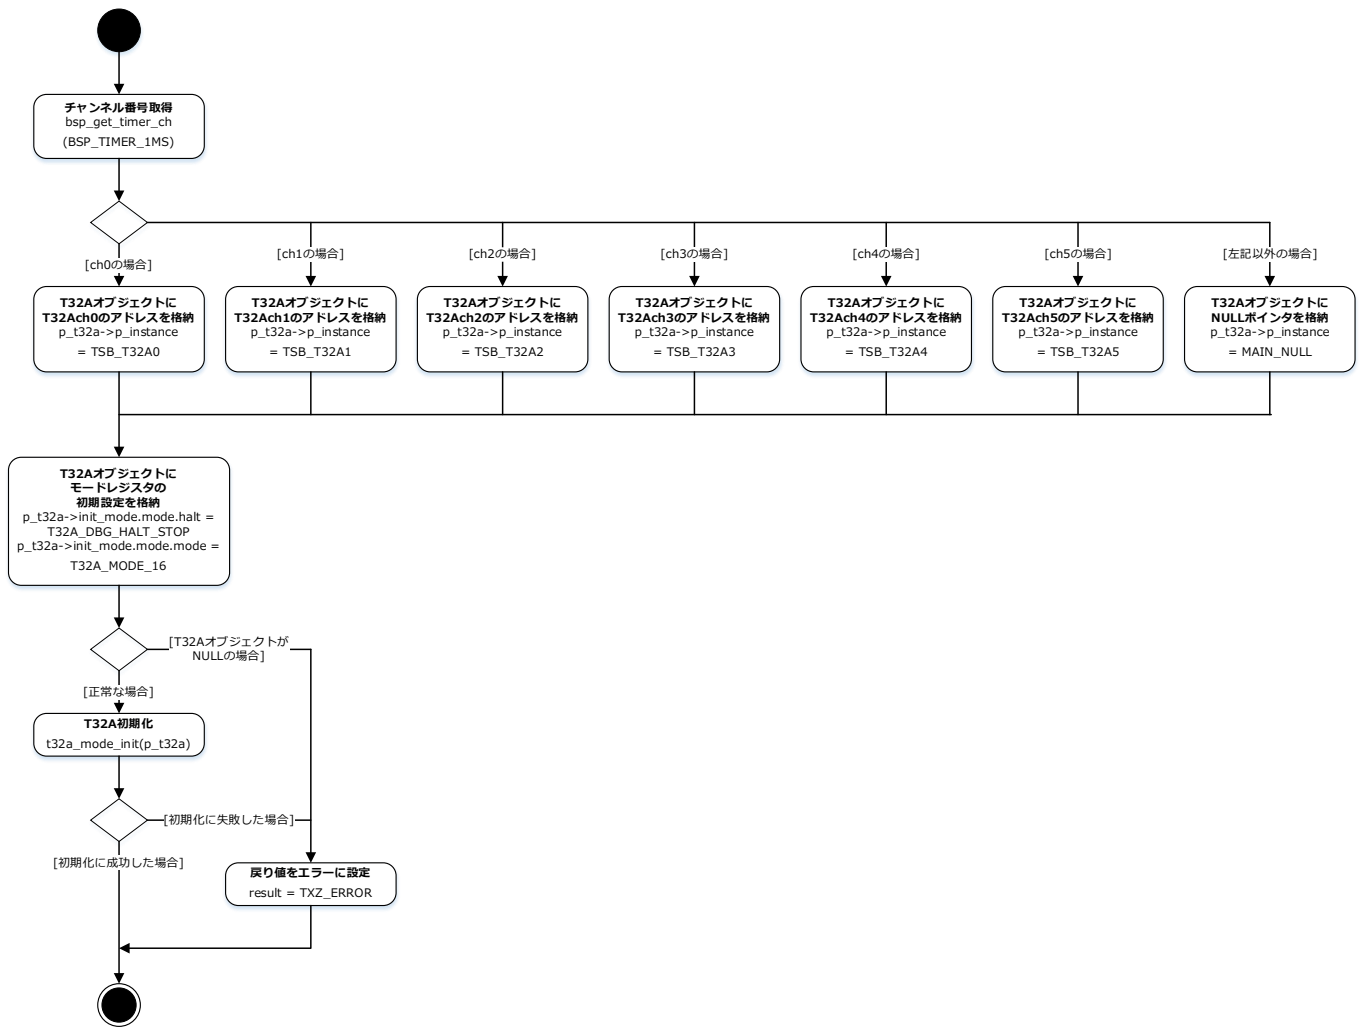 チャンネル番号取得
bsp_get_timer_ch
(BSP_TIMER_1MS)
[ch0の場合]
[ch1の場合]
[ch2の場合]
[ch3の場合]
[ch4の場合]
[ch5の場合]
[左記以外の場合]
T32Aオブジェクトに
T32Ach0のアドレスを格納
p_t32a->p_instance
= TSB_T32A0
T32Aオブジェクトに
T32Ach1のアドレスを格納
p_t32a->p_instance
= TSB_T32A1
T32Aオブジェクトに
T32Ach2のアドレスを格納
p_t32a->p_instance
= TSB_T32A2
T32Aオブジェクトに
T32Ach3のアドレスを格納
p_t32a->p_instance
= TSB_T32A3
T32Aオブジェクトに
T32Ach4のアドレスを格納
p_t32a->p_instance
= TSB_T32A4
T32Aオブジェクトに
T32Ach5のアドレスを格納
p_t32a->p_instance
= TSB_T32A5
T32Aオブジェクトに
NULLポインタを格納
p_t32a->p_instance
= MAIN_NULL
T32Aオブジェクトに
モードレジスタの
初期設定を格納
p_t32a->init_mode.mode.halt =
T32A_DBG_HALT_STOP
p_t32a->init_mode.mode.mode =
T32A_MODE_16
[T32Aオブジェクトが
NULLの場合]
[正常な場合]
T32A初期化
t32a_mode_init(p_t32a)
[初期化に失敗した場合]
[初期化に成功した場合]
戻り値をエラーに設定
result = TXZ_ERROR